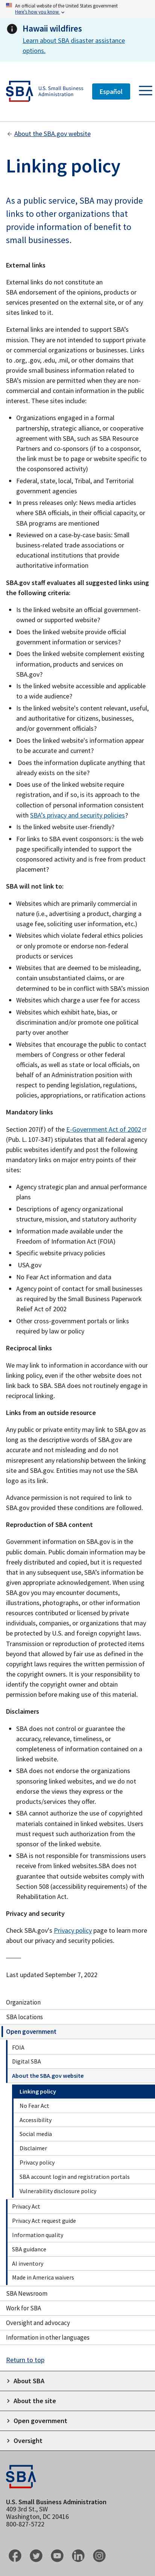 An official website of the United States government
Here's how you know
Hawaii wildfires
Learn about SBA disaster assistance
options.
SBA
U.S. Small Business
Administration
Español
About the SBA.gov website
Linking policy
As a public service, SBA may provide
links to other organizations that
provide information of benefit to
small businesses.
External links
External links do not constitute an
SBA endorsement of the opinions, products or
services provided on the external site, or of any
sites linked to it.
External links are intended to support SBA's
mission. They are not intended to support private
or commercial organizations or businesses. Links with
.org, .gov, .edu, .mil, or other domains that
provide small business information related to
SBA's mission are preferred. There may be a non-
exhaustive list or information included in the public
interest. These sites include:
• Organizations engaged in a formal
partnership, strategic alliance, or cooperative
agreement with SBA, such as SBA Resource
Partners and co-sponsors (if to a cosponsor,
the link must be to page or website specific to
the cosponsored activity)
• Federal, state, local, Tribal, and Territorial
government agencies
• In press releases only: News media articles
where SBA officials, in their official capacity, or
SBA programs are mentioned
• Reviewed on a case-by-case: Small
business-related trade associations or
educational institutions that provide
authoritative information
SBA.gov staff evaluates all suggested links using
the following criteria:
• Is the linked website an official government-
owned or supported website?
• Does the linked website provide official
government information or services?
• Does the linked website complement existing
information, products and services on
SBA.gov?
• Is the linked website accessible and applicable
to a wide audience?
• Is the linked website's content relevant, useful,
and authoritative for citizens, businesses,
and/or government officials?
• Does the linked website's information appear
to be accurate and current?
• Does the information duplicate anything that
already exists on the site?
• Does use of the linked website require
registration, and if so, is it appropriate to the
content and does it protect personal
information collected that is consistent
with SBA's privacy and security policies?
• Is the linked website user-friendly?
• For links to SBA event cosponsors: is the web
page strictly limited to the cosponsored
activity and not linking from product
placement?
SBA will not link to:
• Websites which are primarily commercial in
nature (i.e., advertising a product, charging a
usage fee, soliciting user information, etc.)
• Websites which violate federal ethics policies
or only endorse one or more non-federal
products or services
• Websites that are deemed to be misleading,
contain unsubstantiated claims, or are
determined to be in conflict with SBA's mission
• Websites which charge a user fee for access
• Websites which exhibit hate, bias, or
discrimination and/or promote one political
party over another
• Websites that encourage the public to contact
members of Congress or other federal
officials, as well as state or local officials, on
behalf of an Administration position with
respect to pending legislation, regulations,
policies, appropriations, or ratification actions
Mandatory links
Section 207(f) of the E-Government Act of 2002
(Pub. L. 107-347) stipulates that all federal agency
public websites identify and post the following
mandatory links on major entry points in their
sites:
• Agency strategic plan and annual performance
plans
• Descriptions of agency organizational
structure, mission, and statutory authority
• Information made available under the
Freedom of Information Act (FOIA)
• Specific website privacy policies
• USA.gov
• No Fear Act information and data
• Agency point of contact for small businesses
as required by the Small Business Paperwork
Relief Act of 2002
• Other cross-government portals or links
required by law or policy
Reciprocal links
We may link to information in accordance with our
linking policy, even if the other website does not
link back to SBA. SBA does not routinely engage in
reciprocal linking.
Links from an outside resource
Any public or private entity may link to SBA.gov as
long as the descriptive words of SBA.gov are
not misleading in terms of the relationship between
the linking site and SBA.gov. Entities may not use the SBA
logo as its link.
Advance permission is not required to link to
SBA.gov provided these conditions are followed.
Reproduction of SBA content
Government information on SBA.gov is in the
public domain. Public domain information may be
freely distributed and copied, but it is requested that
in any subsequent use, SBA's information be given
appropriate acknowledgement. When using SBA.gov,
you may encounter documents, illustrations,
photographs, or other information resources
contributed or licensed by private individuals,
companies, or organizations that may be protected
by U.S. and foreign copyright laws.
Transmission or reproduction of protected items
beyond that allowed by fair use as defined in the
copyright laws requires the written permission of
the copyright owners. It is your responsibility to
identify the copyright owner and obtain
permission before making use of this material.
Disclaimers
• SBA does not control or guarantee the
accuracy, relevance, timeliness, or
completeness of information contained on a
linked website.
• SBA does not endorse the organizations
sponsoring linked websites, and we do not
endorse the views they express or the
products/services they offer.
• SBA cannot authorize the use of copyrighted
materials contained in linked websites. Users
must request such authorization from the
sponsor of the linked website.
• SBA is not responsible for transmissions users
receive from linked websites.SBA does not
guarantee that outside websites comply with
Section 508 (accessibility requirements) of the
Rehabilitation Act.
Privacy and security
Check SBA.gov's Privacy policy page to learn more
about our privacy and security policies.
Last updated September 7, 2022
Organization
SBA locations
Open government
FOIA
Digital SBA
About the SBA.gov website
Linking policy
No Fear Act
Accessibility
Social media
Disclaimer
Privacy policy
SBA account login and registration portals
Vulnerability disclosure policy
Privacy Act
Privacy Act request guide
Information quality
SBA guidance
AI inventory
Made in America waivers
SBA Newsroom
Work for SBA
Oversight and advocacy
Information in other languages
Return to top
About SBA
About the site
Open government
Oversight
SBA
U.S. Small Business Administration
409 3rd St., SW
Washington, DC 20416
800-827-5722